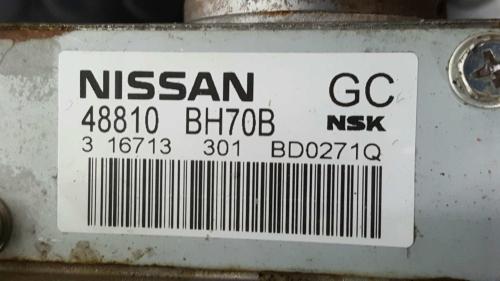 NISSAN GC
48810 BH70B NSK
3 16713 301 BD0271Q